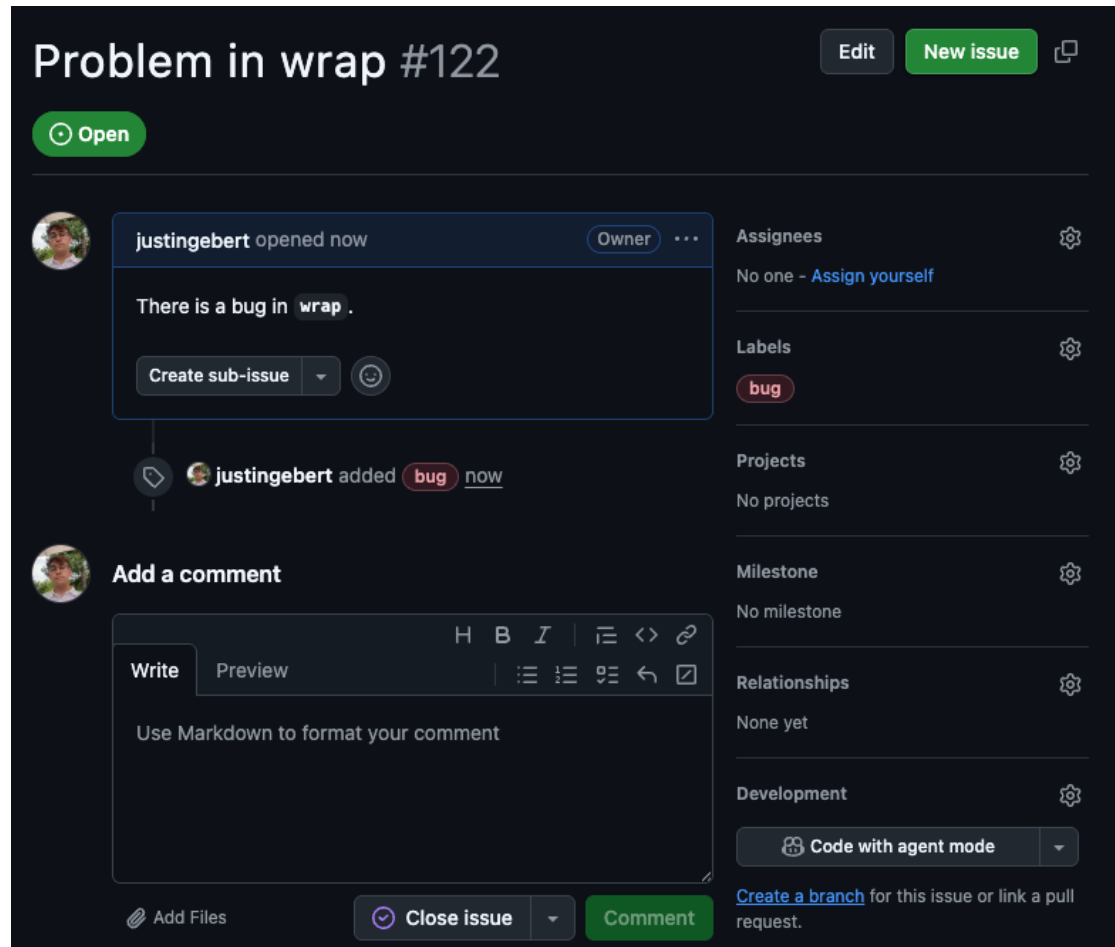 Problem in wrap #122
Edit
New issue
Open
justingebert opened now
Owner
There is a bug in wrap.
Create sub-issue
justingebert added bug now
Add a comment
H B I
Write
Preview
Use Markdown to format your comment
Add Files
Close issue
Comment
Assignees
No one - Assign yourself
Labels
bug
Projects
No projects
Milestone
No milestone
Relationships
None yet
Development
Code with agent mode
Create a branch for this issue or link a pull
request.